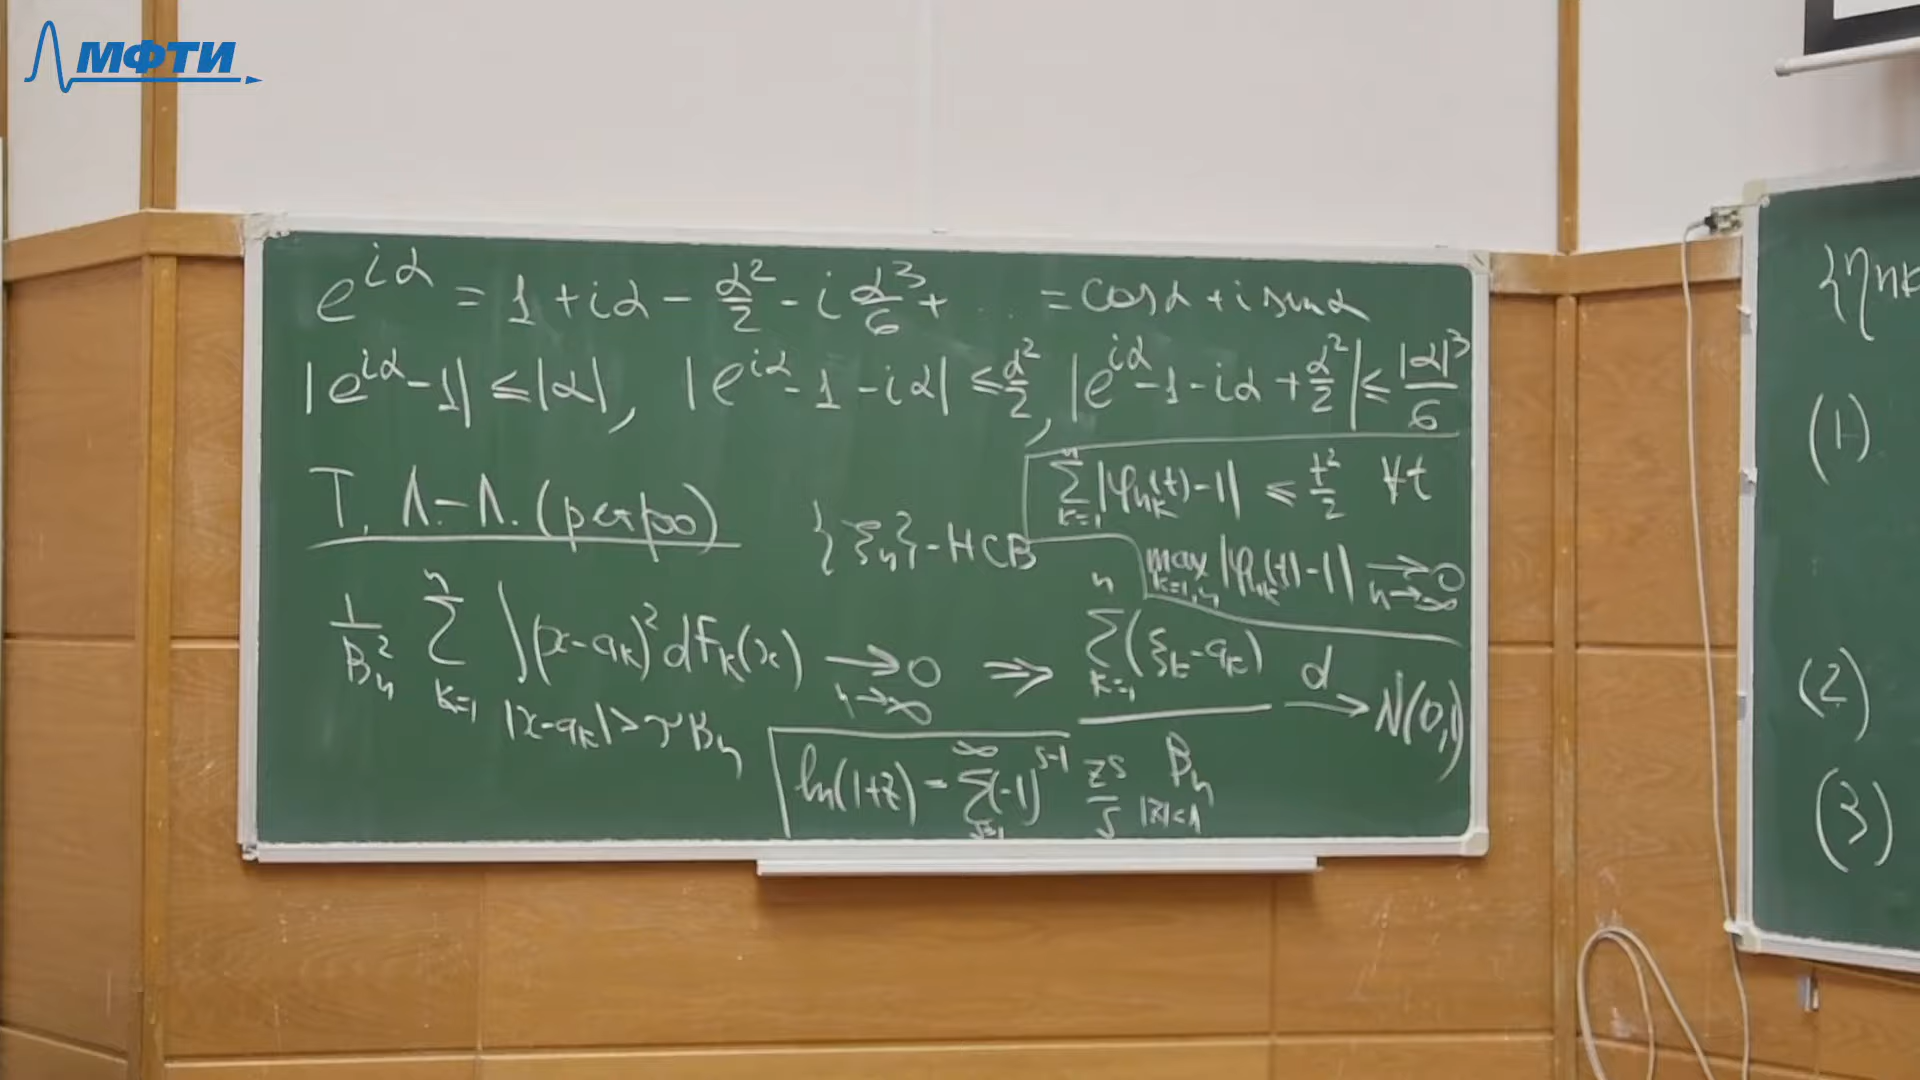 МФТИ
e^{iα} = 1 + iα − α²/2 − i α³/6 + ... = cos α + i sin α
|e^{iα} − 1| ≤ |α|, |e^{iα} − 1 − iα| ≤ α²/2, |e^{iα} − 1 − iα + α²/2| ≤ |α|³/6
Σ_{k=1}^{n} |φ_{nk}(t) − 1| ≤ t²/2 ∀t
max_{k=1,n} |φ_{nk}(t) − 1| →_{n→∞} 0
Т. Л.–Л. (ретро) {ξ_n} – НСВ
1/B_n² Σ_{k=1}^{n} ∫_{|x−a_k|>τB_n} (x−a_k)² dF_k(x) →_{n→∞} 0 ⇒ Σ_{k=1}^{n} (ξ_k − a_k) / B_n →^d N(0,1)
ln(1+z) = Σ_{s=1}^{∞} (−1)^{s−1} z^s/s |z|<1
{η_{nk}
(1)
(2)
(3)